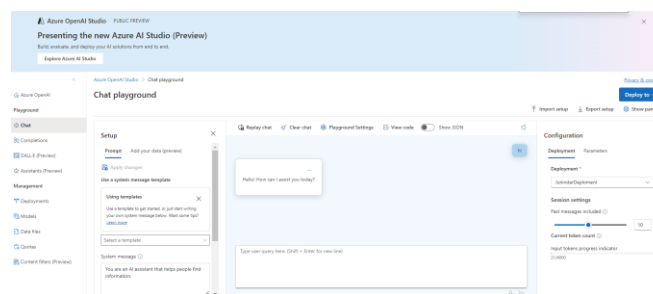 Azure OpenAI Studio PUBLIC PREVIEW
Presenting the new Azure AI Studio (Preview)
Build, evaluate and deploy your AI solutions from end to end.
Explore Azure AI Studio
Azure OpenAI Studio > Chat playground
Privacy & coo
Azure OpenAI
Chat playground
Deploy to
Playground
Import setup
Export setup
Show pan
Chat
Completions
DALL·E (Preview)
Assistants (Preview)
Management
Deployments
Models
Data files
Quotas
Content filters (Preview)
Setup
Prompt
Add your data (preview)
Apply changes
Use a system message template
Using templates
Use a template to get started, or just start writing
your own system message below. Want some tips?
Learn more
Select a template
System message
You are an AI assistant that helps people find
information.
Replay chat
Clear chat
Playground Settings
View code
Show JSON
hi
Hello! How can I assist you today?
Type user query here. (Shift + Enter for new line)
Configuration
Deployment
Parameters
Deployment *
Session settings
Past messages included
10
Current token count
Input tokens progress indicator